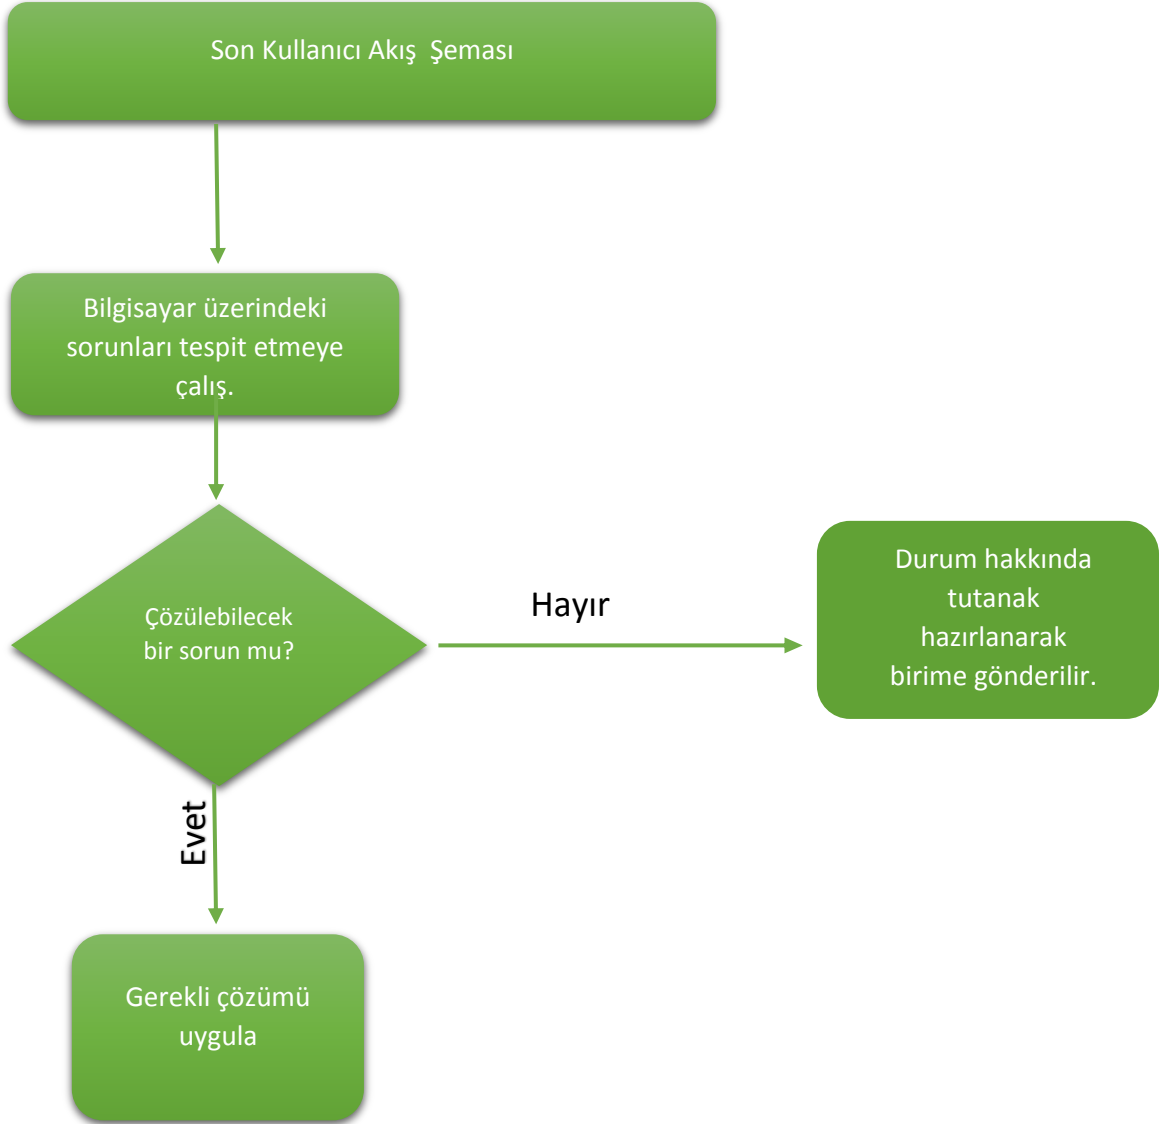 Son Kullanıcı Akış Şeması
Bilgisayar üzerindeki
sorunları tespit etmeye
çalış.
Çözülebilecek
bir sorun mu?
Hayır
Durum hakkında
tutanak
hazırlanarak
birime gönderilir.
Evet
Gerekli çözümü
uygula